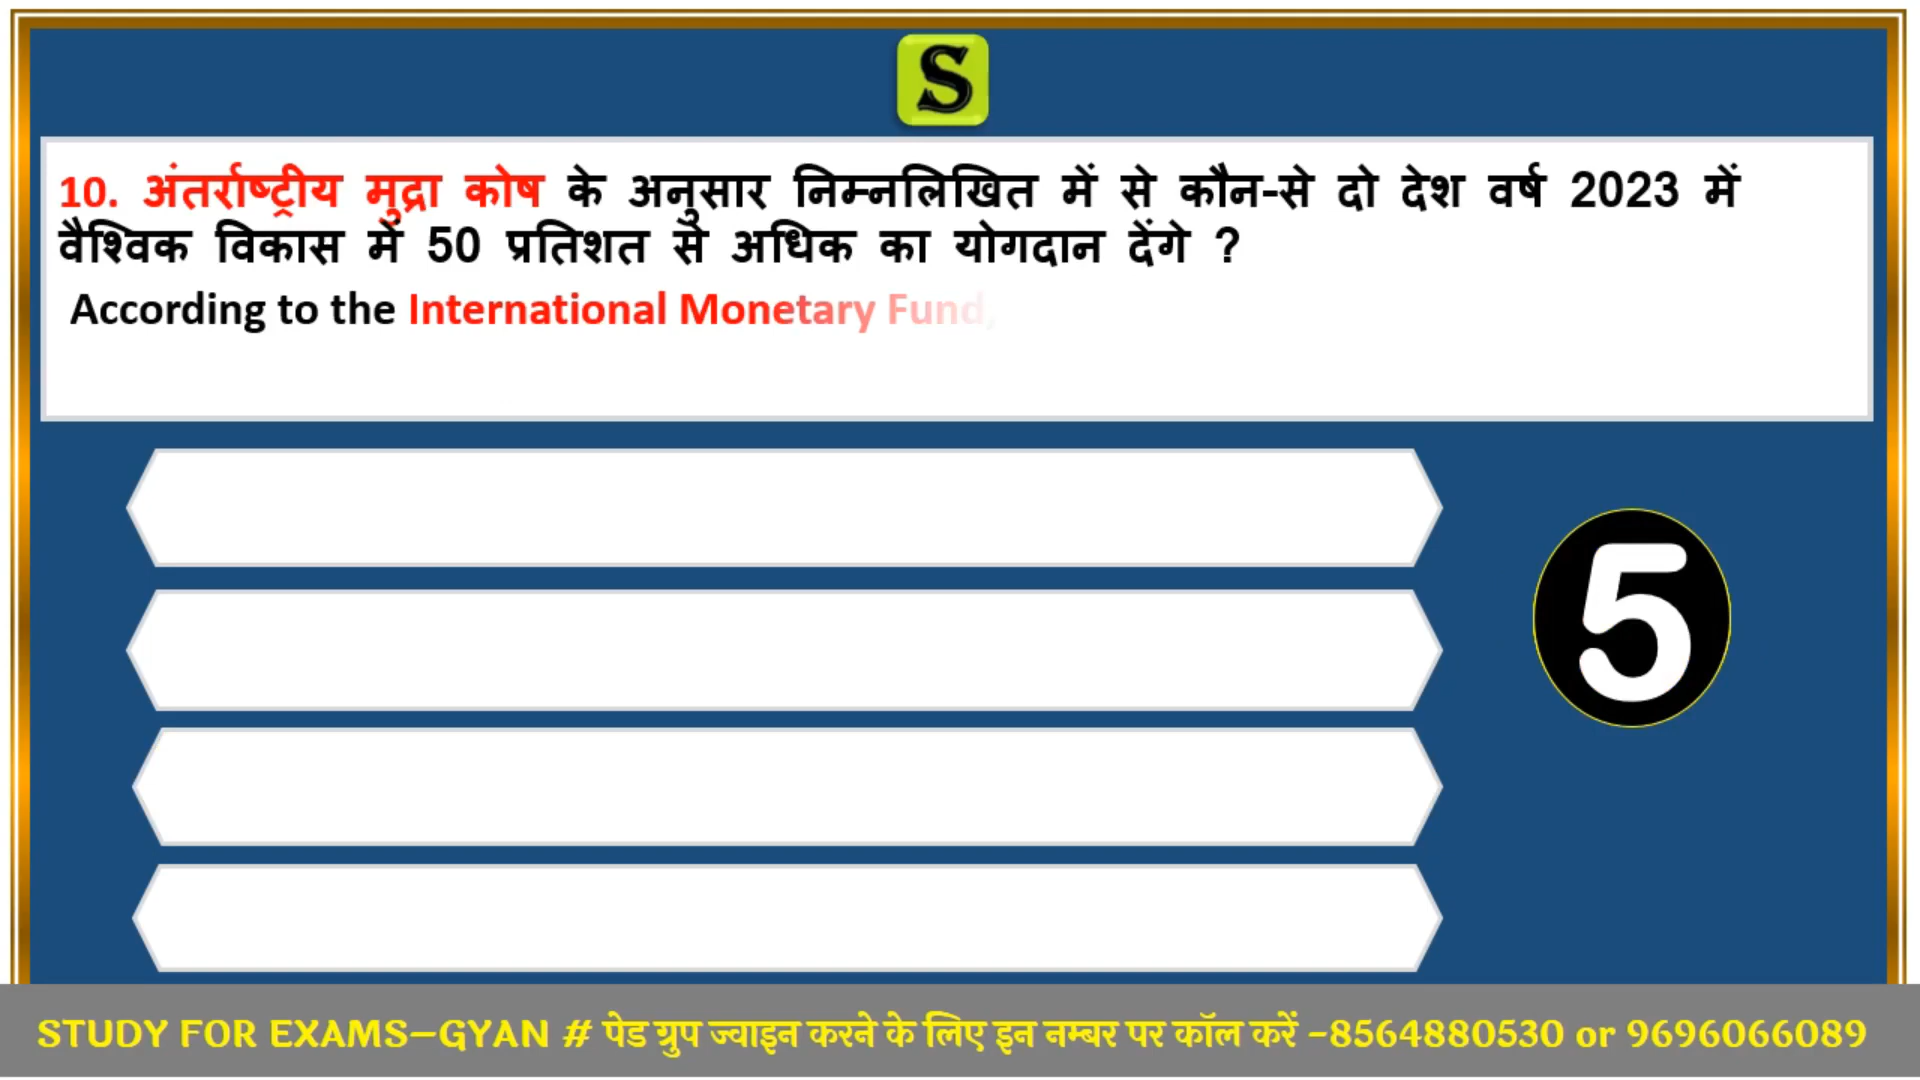 S
10. अंतर्राष्ट्रीय मुद्रा कोष के अनुसार निम्नलिखित में से कौन-से दो देश वर्ष 2023 में
वैश्विक विकास में 50 प्रतिशत से अधिक का योगदान देंगे ?
According to the International Monetary Fund,
5
STUDY FOR EXAMS–GYAN # पेड ग्रुप ज्वाइन करने के लिए इन नम्बर पर कॉल करें -8564880530 or 9696066089